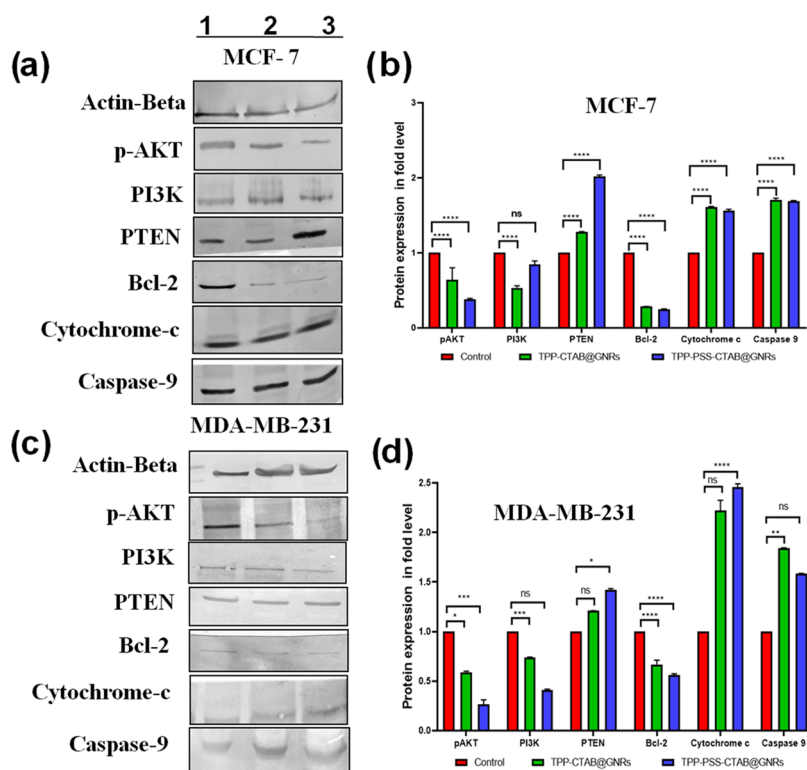 1 2 3
(a)
MCF- 7
Actin-Beta
p-AKT
PI3K
PTEN
Bcl-2
Cytochrome-c
Caspase-9
(b)
MCF-7
Protein expression in fold level
3
2
1
0
**** ****
**** ns
**** ****
**** ****
**** ****
**** ****
pAKT PI3K PTEN Bcl-2 Cytochrome c Caspase 9
Control TPP-CTAB@GNRs TPP-PSS-CTAB@GNRs
(c)
MDA-MB-231
Actin-Beta
p-AKT
PI3K
PTEN
Bcl-2
Cytochrome-c
Caspase-9
(d)
MDA-MB-231
Protein expression in fold level
2.5
2.0
1.5
1.0
0.5
0.0
* ***
*** ns
ns *
**** ****
ns ****
** ns
pAKT PI3K PTEN Bcl-2 Cytochrome c Caspase 9
Control TPP-CTAB@GNRs TPP-PSS-CTAB@GNRs